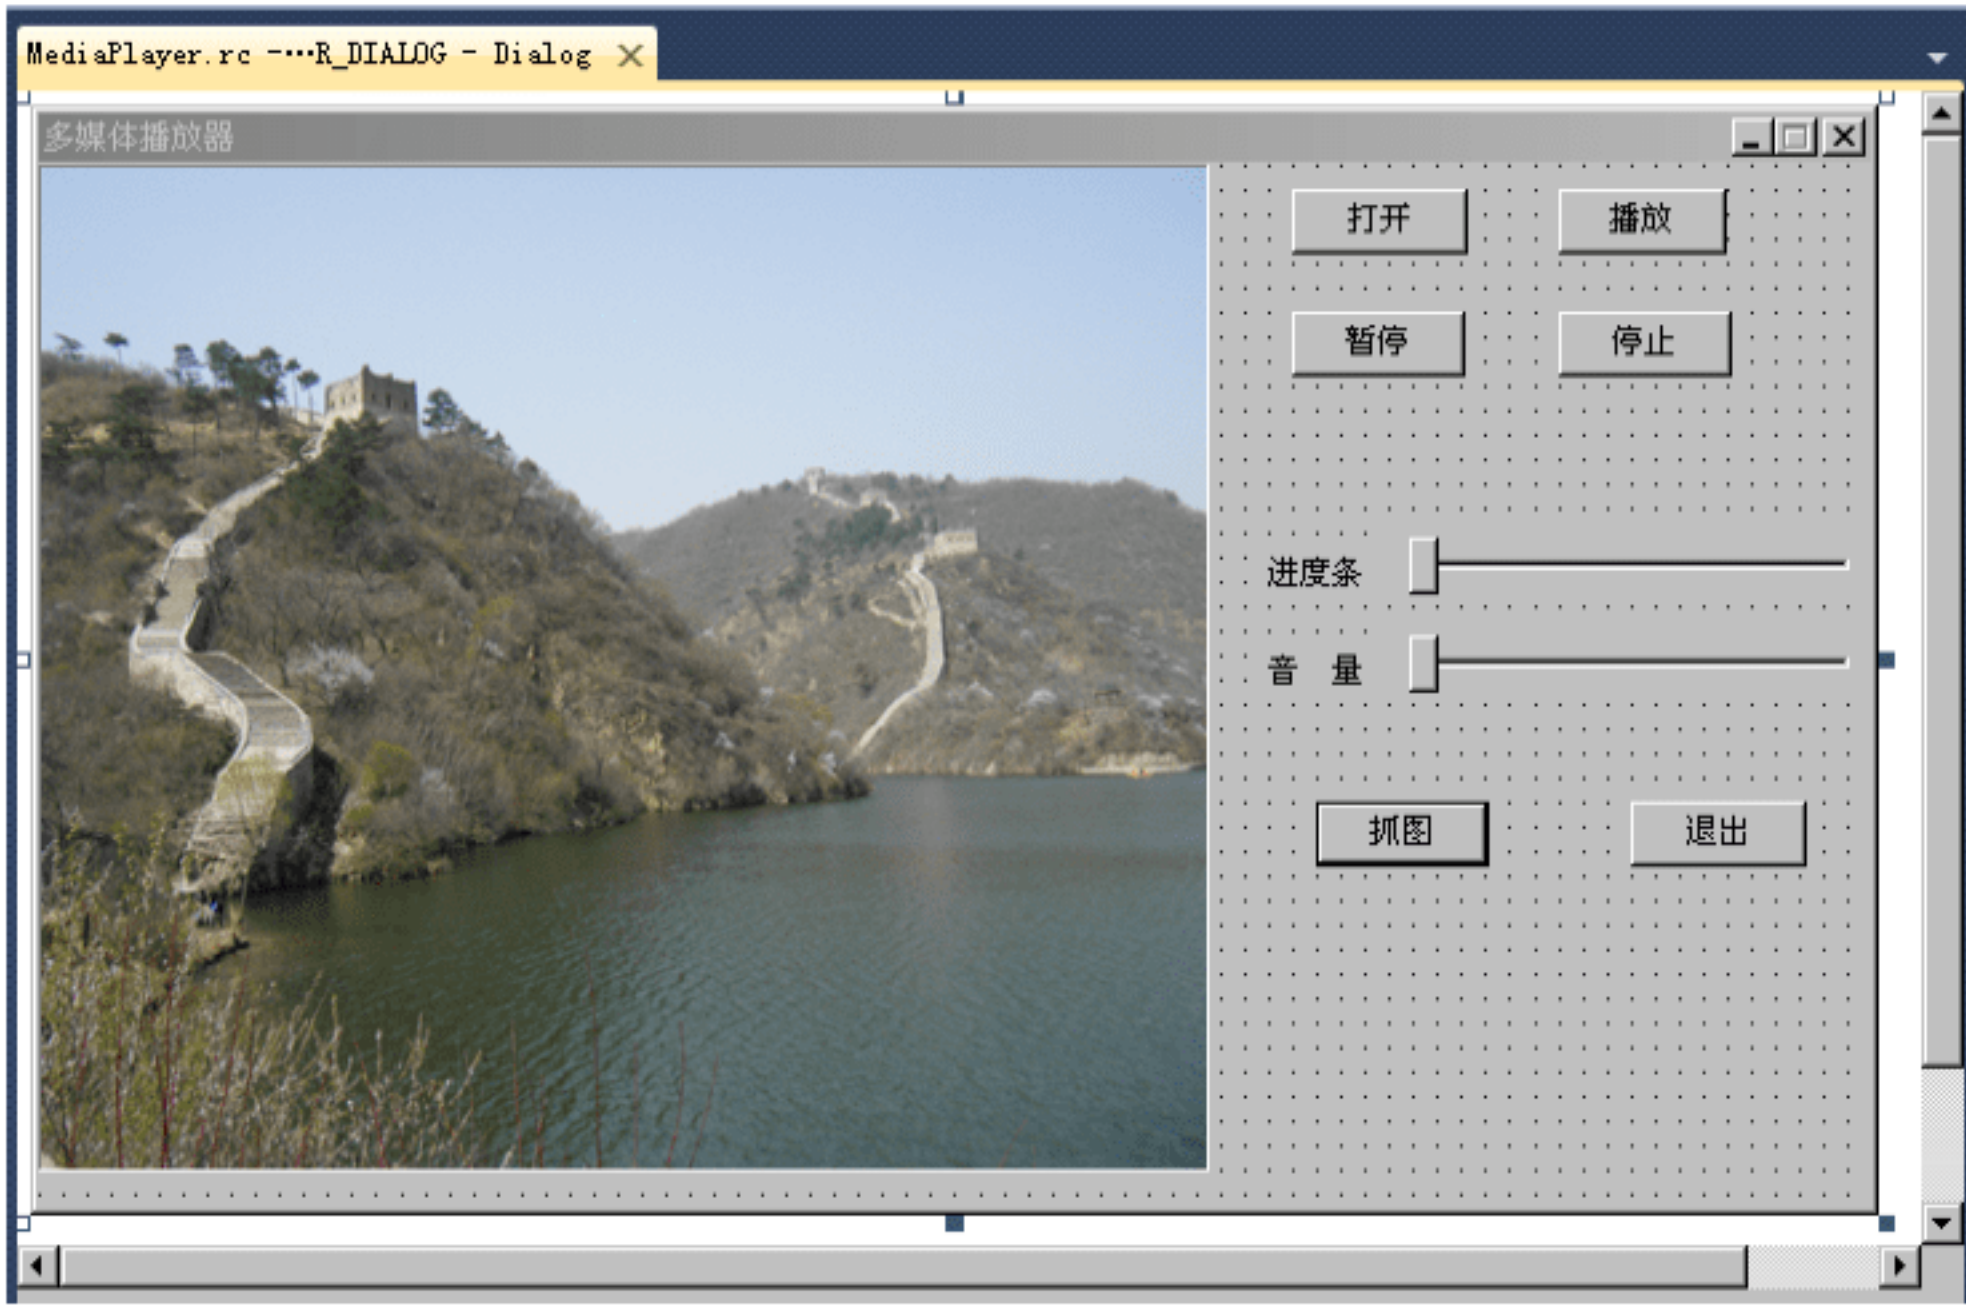 MediaPlayer.rc -···R_DIALOG - Dialog
多媒体播放器
打开 播放
暂停 停止
进度条
音 量
抓图 退出